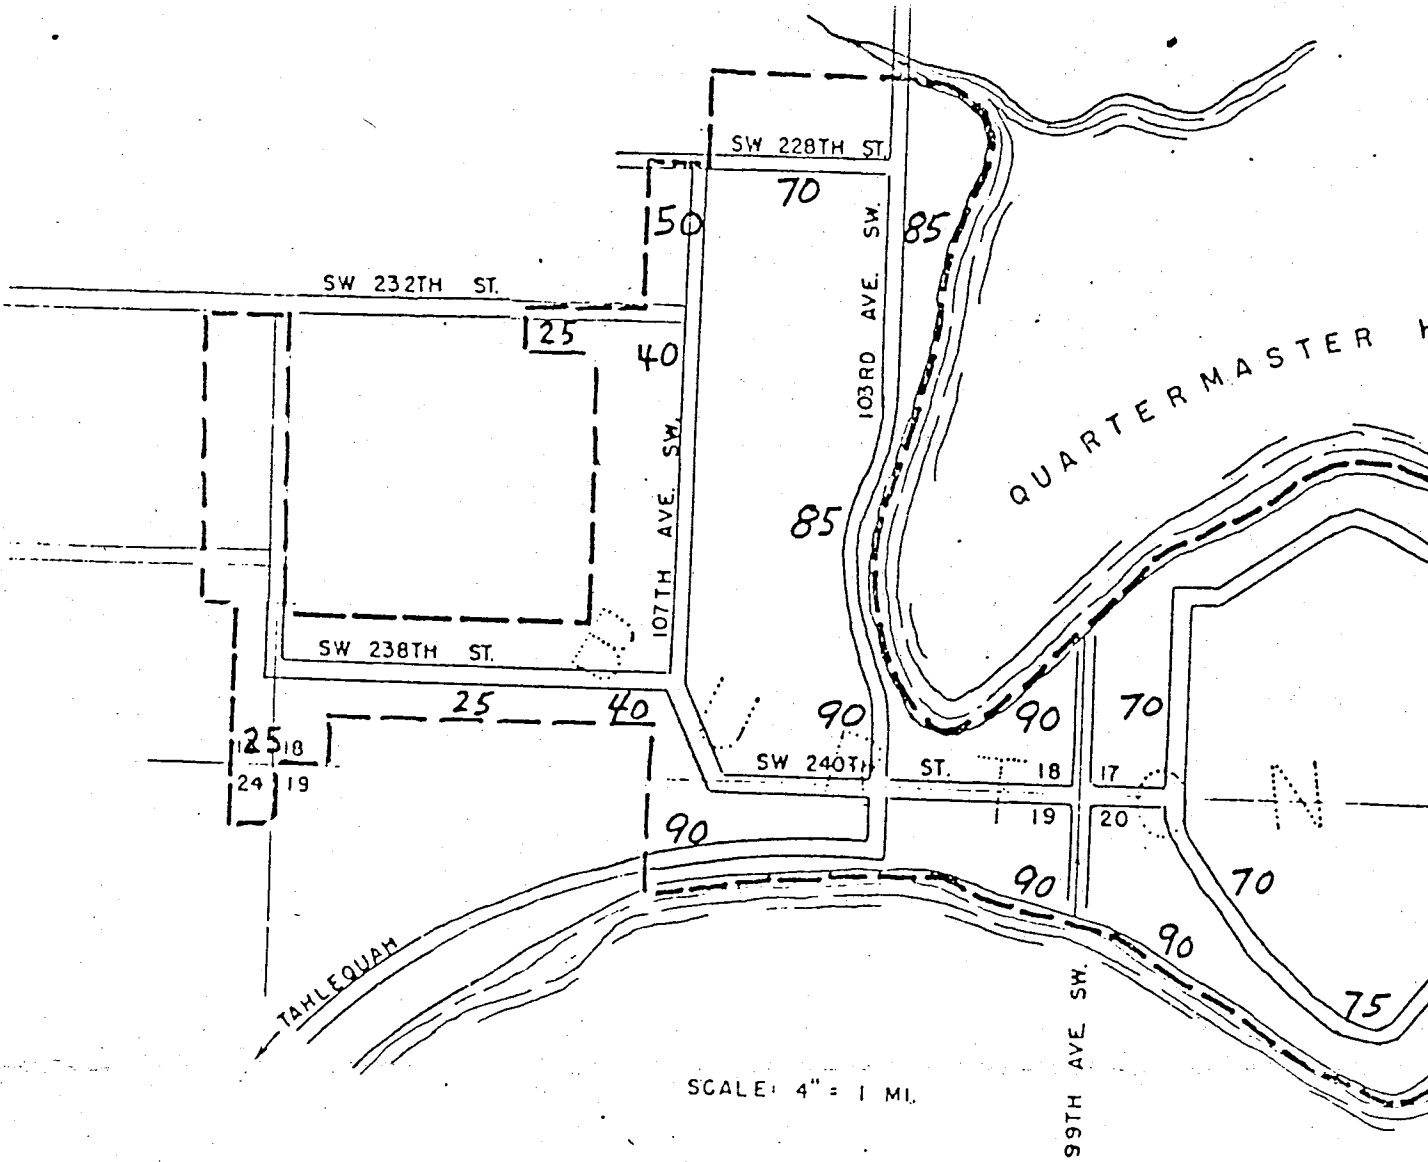 SW 228TH ST.
70
50
103RD AVE. SW.
85
SW 232TH ST.
25
40
QUARTERMASTER
107TH AVE. SW.
85
SW 238TH ST.
25
40
90
90
70
25
18
24
19
SW 240TH ST.
18
17
19
20
B U R T O N
90
90
70
90
75
TAHLEQUAH
99TH AVE SW.
SCALE: 4" = 1 MI.